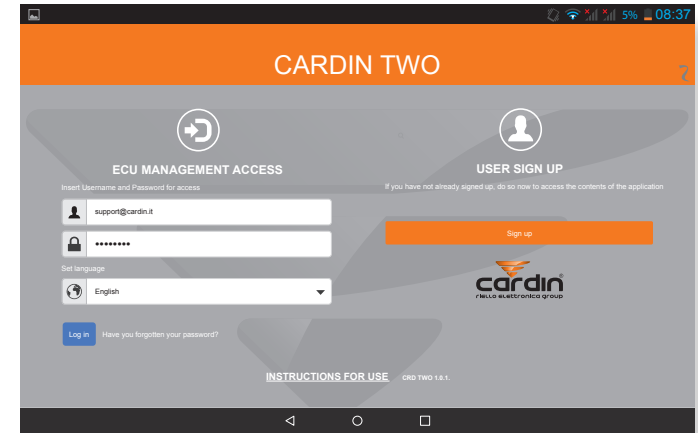 5% 08:37
CARDIN TWO
ECU MANAGEMENT ACCESS
Insert Username and Password for access
support@cardin.it
••••••••
Set language
English
Log in Have you forgotten your password?
USER SIGN UP
If you have not already signed up, do so now to access the contents of the application
Sign up
cardin
riello elettronica group
INSTRUCTIONS FOR USE CRD TWO 1.0.1.